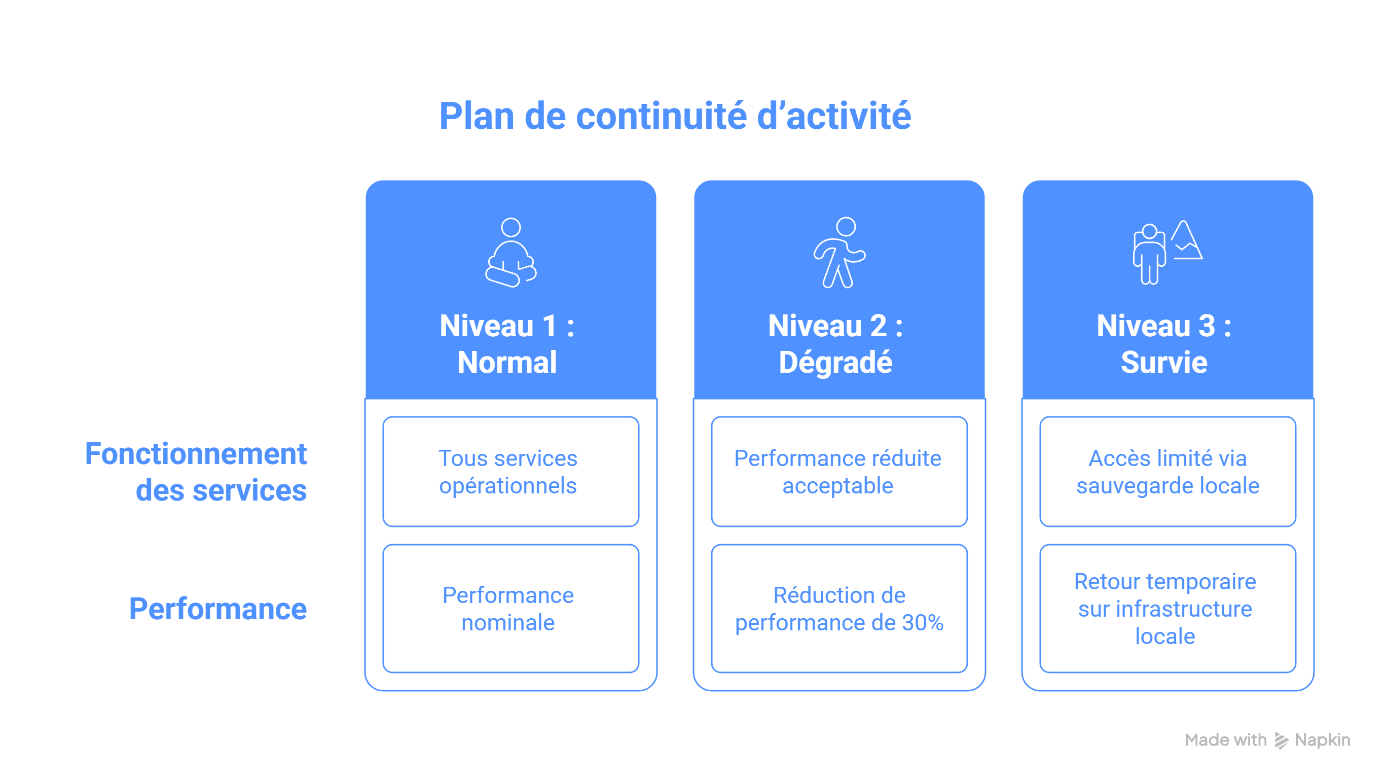 Plan de continuité d’activité
Niveau 1 :
Normal
Niveau 2 :
Dégradé
Niveau 3 :
Survie
Fonctionnement
des services
Tous services
opérationnels
Performance réduite
acceptable
Accès limité via
sauvegarde locale
Performance
Performance
nominale
Réduction de
performance de 30%
Retour temporaire
sur infrastructure
locale
Made with Napkin